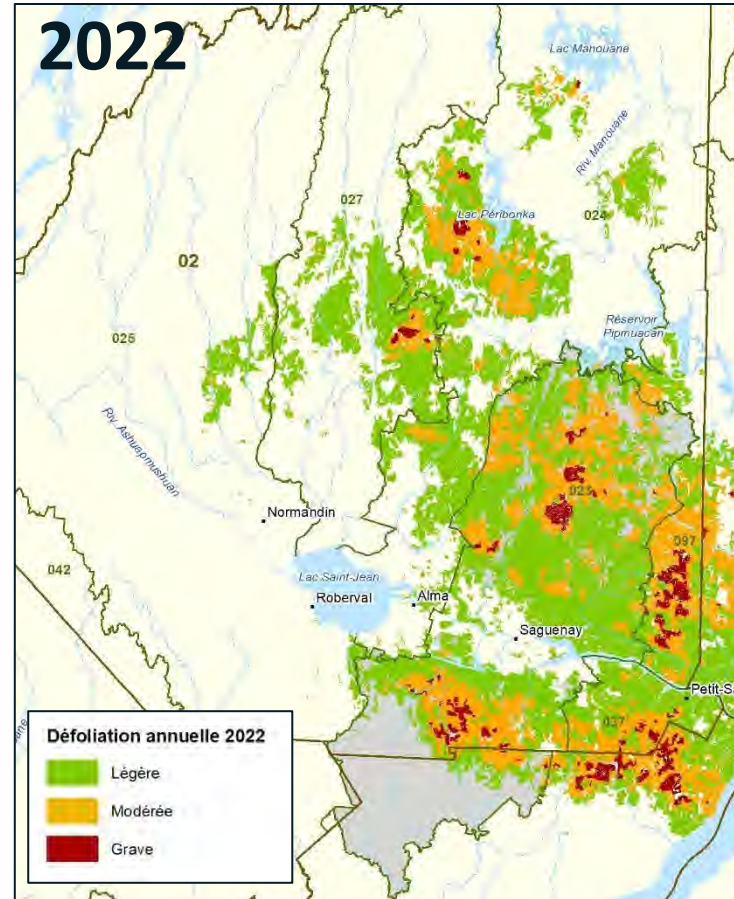 2022
Lac Manouane
Riv. Manouane
027
Lac Péribonka
024
02
Réservoir
Pipmuacan
025
Riv. Ashuapmushuan
023
Normandin
097
042
Lac Saint-Jean
Roberval
Alma
Saguenay
Petit-Sa
037
Défoliation annuelle 2022
Légère
Modérée
Grave